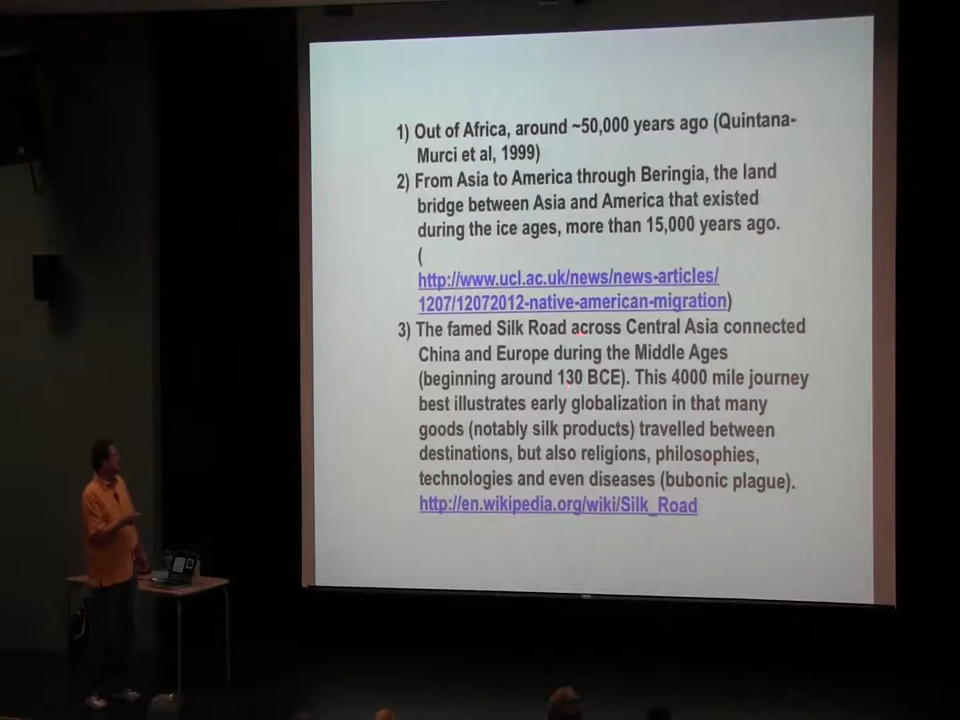 1) Out of Africa, around ~50,000 years ago (Quintana-
Murci et al, 1999)
2) From Asia to America through Beringia, the land
bridge between Asia and America that existed
during the ice ages, more than 15,000 years ago.
(
http://www.ucl.ac.uk/news/news-articles/
1207/12072012-native-american-migration)
3) The famed Silk Road across Central Asia connected
China and Europe during the Middle Ages
(beginning around 130 BCE). This 4000 mile journey
best illustrates early globalization in that many
goods (notably silk products) travelled between
destinations, but also religions, philosophies,
technologies and even diseases (bubonic plague).
http://en.wikipedia.org/wiki/Silk_Road